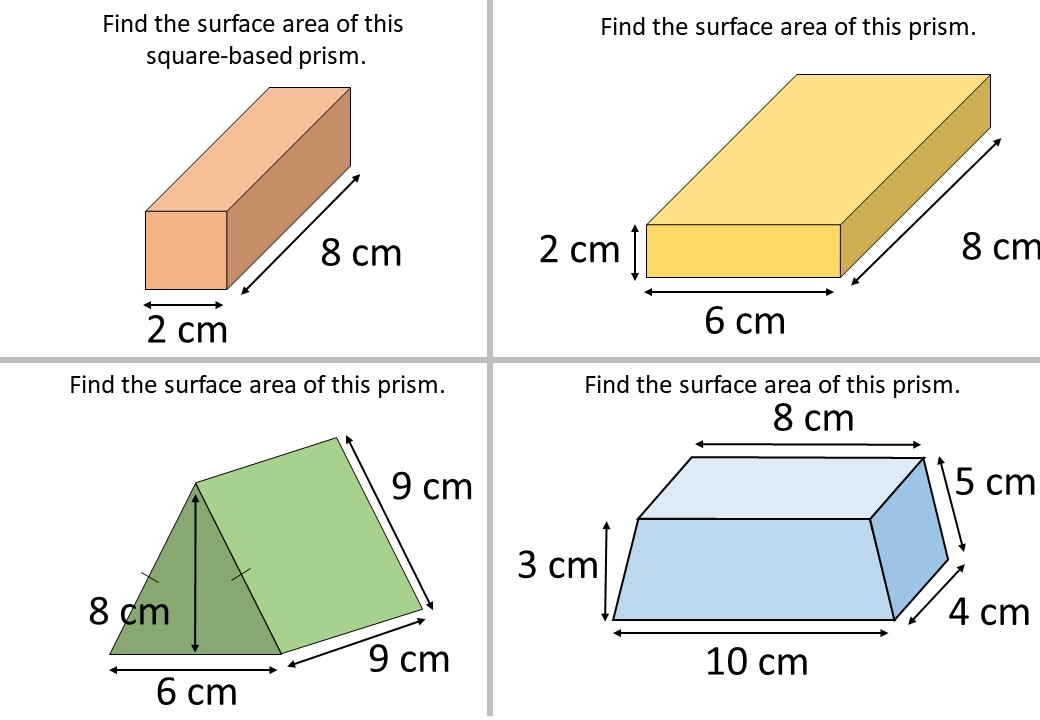 Find the surface area of this
square-based prism.
8 cm
2 cm
Find the surface area of this prism.
2 cm
8 cm
6 cm
Find the surface area of this prism.
9 cm
8 cm
9 cm
6 cm
Find the surface area of this prism.
8 cm
5 cm
3 cm
4 cm
10 cm